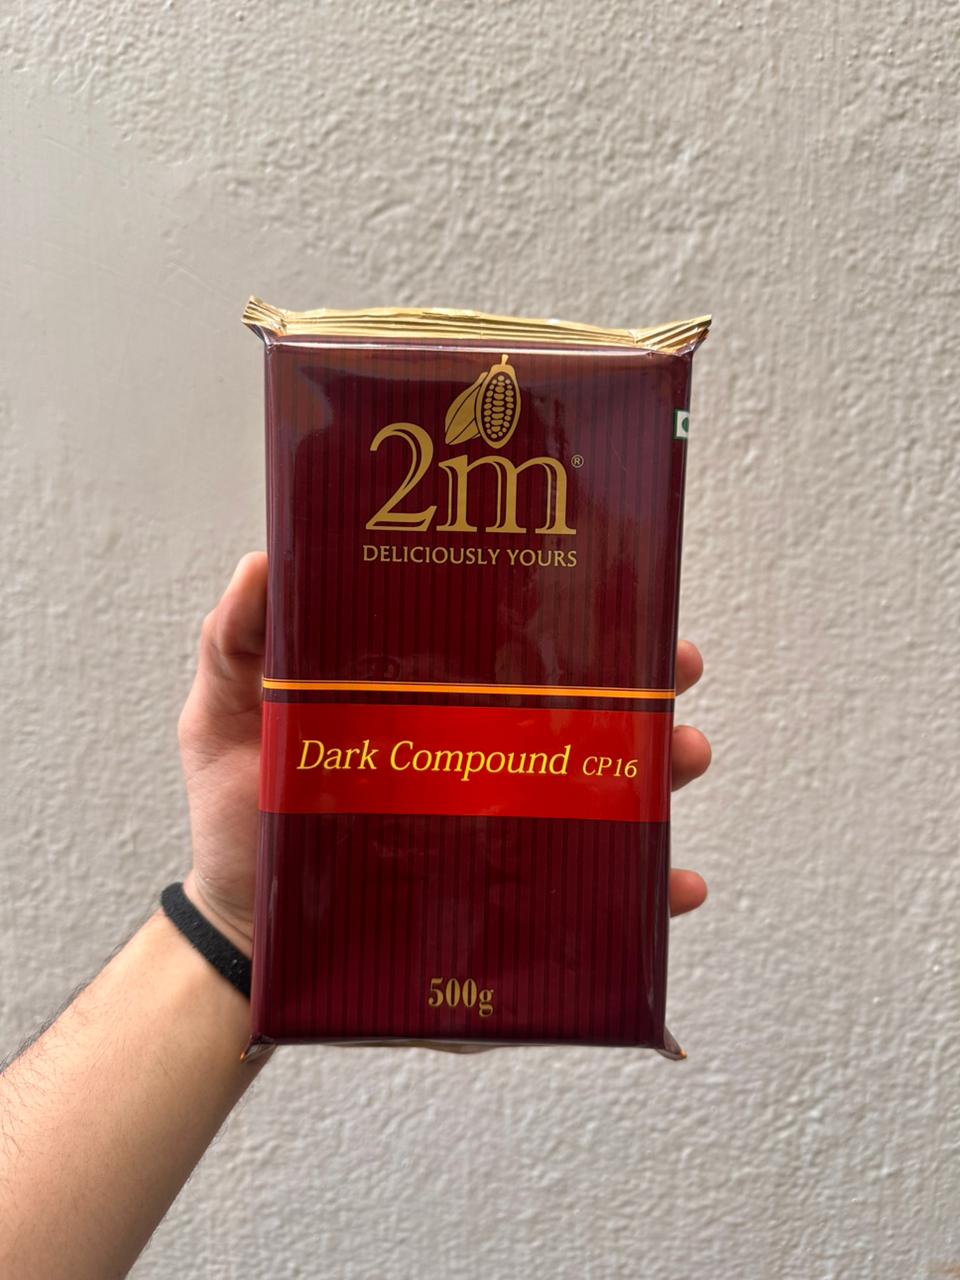 2m®
DELICIOUSLY YOURS
Dark Compound CP16
500g